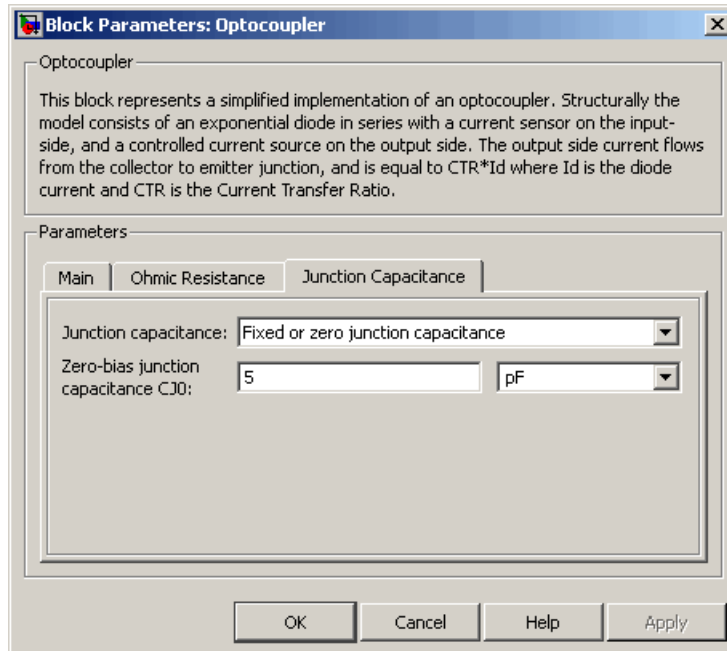 Block Parameters: Optocoupler
Optocoupler
This block represents a simplified implementation of an optocoupler. Structurally the
model consists of an exponential diode in series with a current sensor on the input-
side, and a controlled current source on the output side. The output side current flows
from the collector to emitter junction, and is equal to CTR*Id where Id is the diode
current and CTR is the Current Transfer Ratio.
Parameters
Main Ohmic Resistance Junction Capacitance
Junction capacitance: Fixed or zero junction capacitance
Zero-bias junction
capacitance CJ0: 5 pF
OK Cancel Help Apply